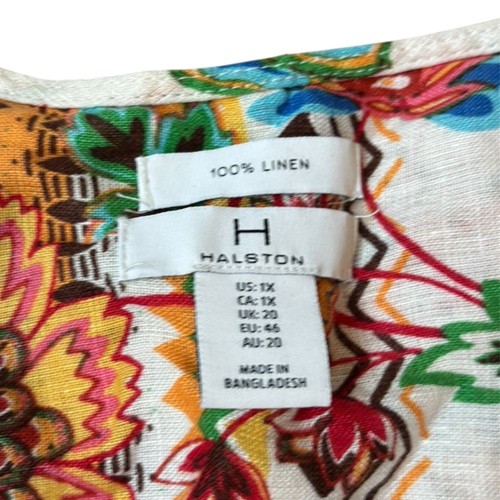 100% LINEN
H
HALSTON
US: 1X
CA: 1X
UK: 20
EU: 46
AU: 20
MADE IN
BANGLADESH